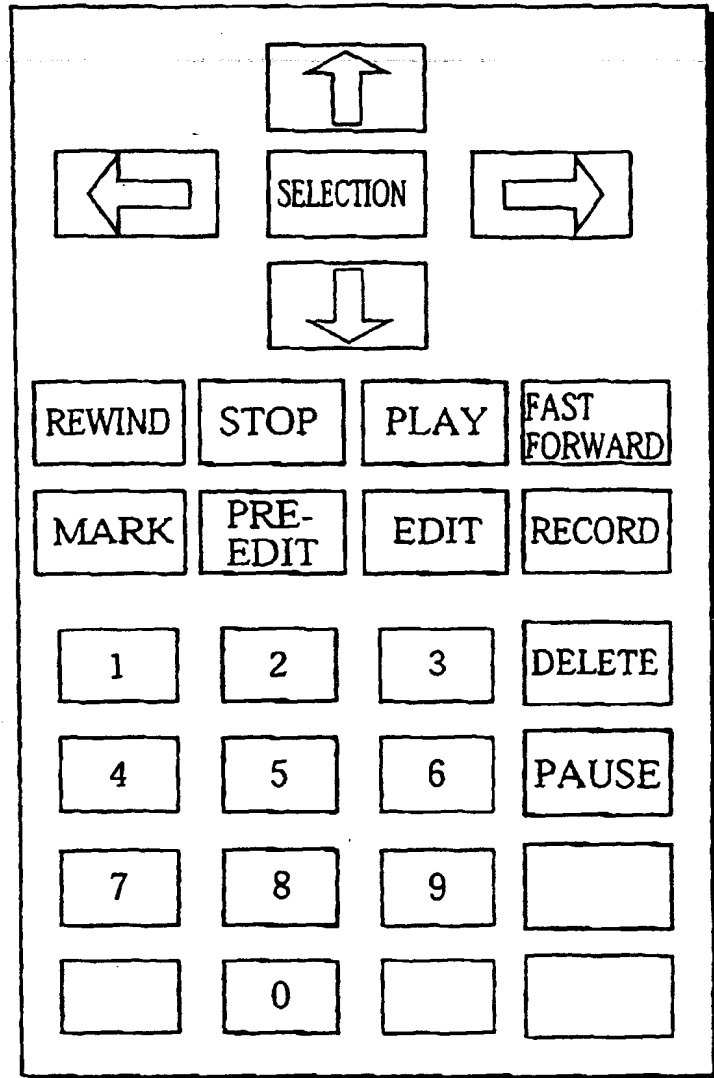 SELECTION
REWIND STOP PLAY FAST FORWARD
MARK PRE-EDIT EDIT RECORD
1 2 3 DELETE
4 5 6 PAUSE
7 8 9
0